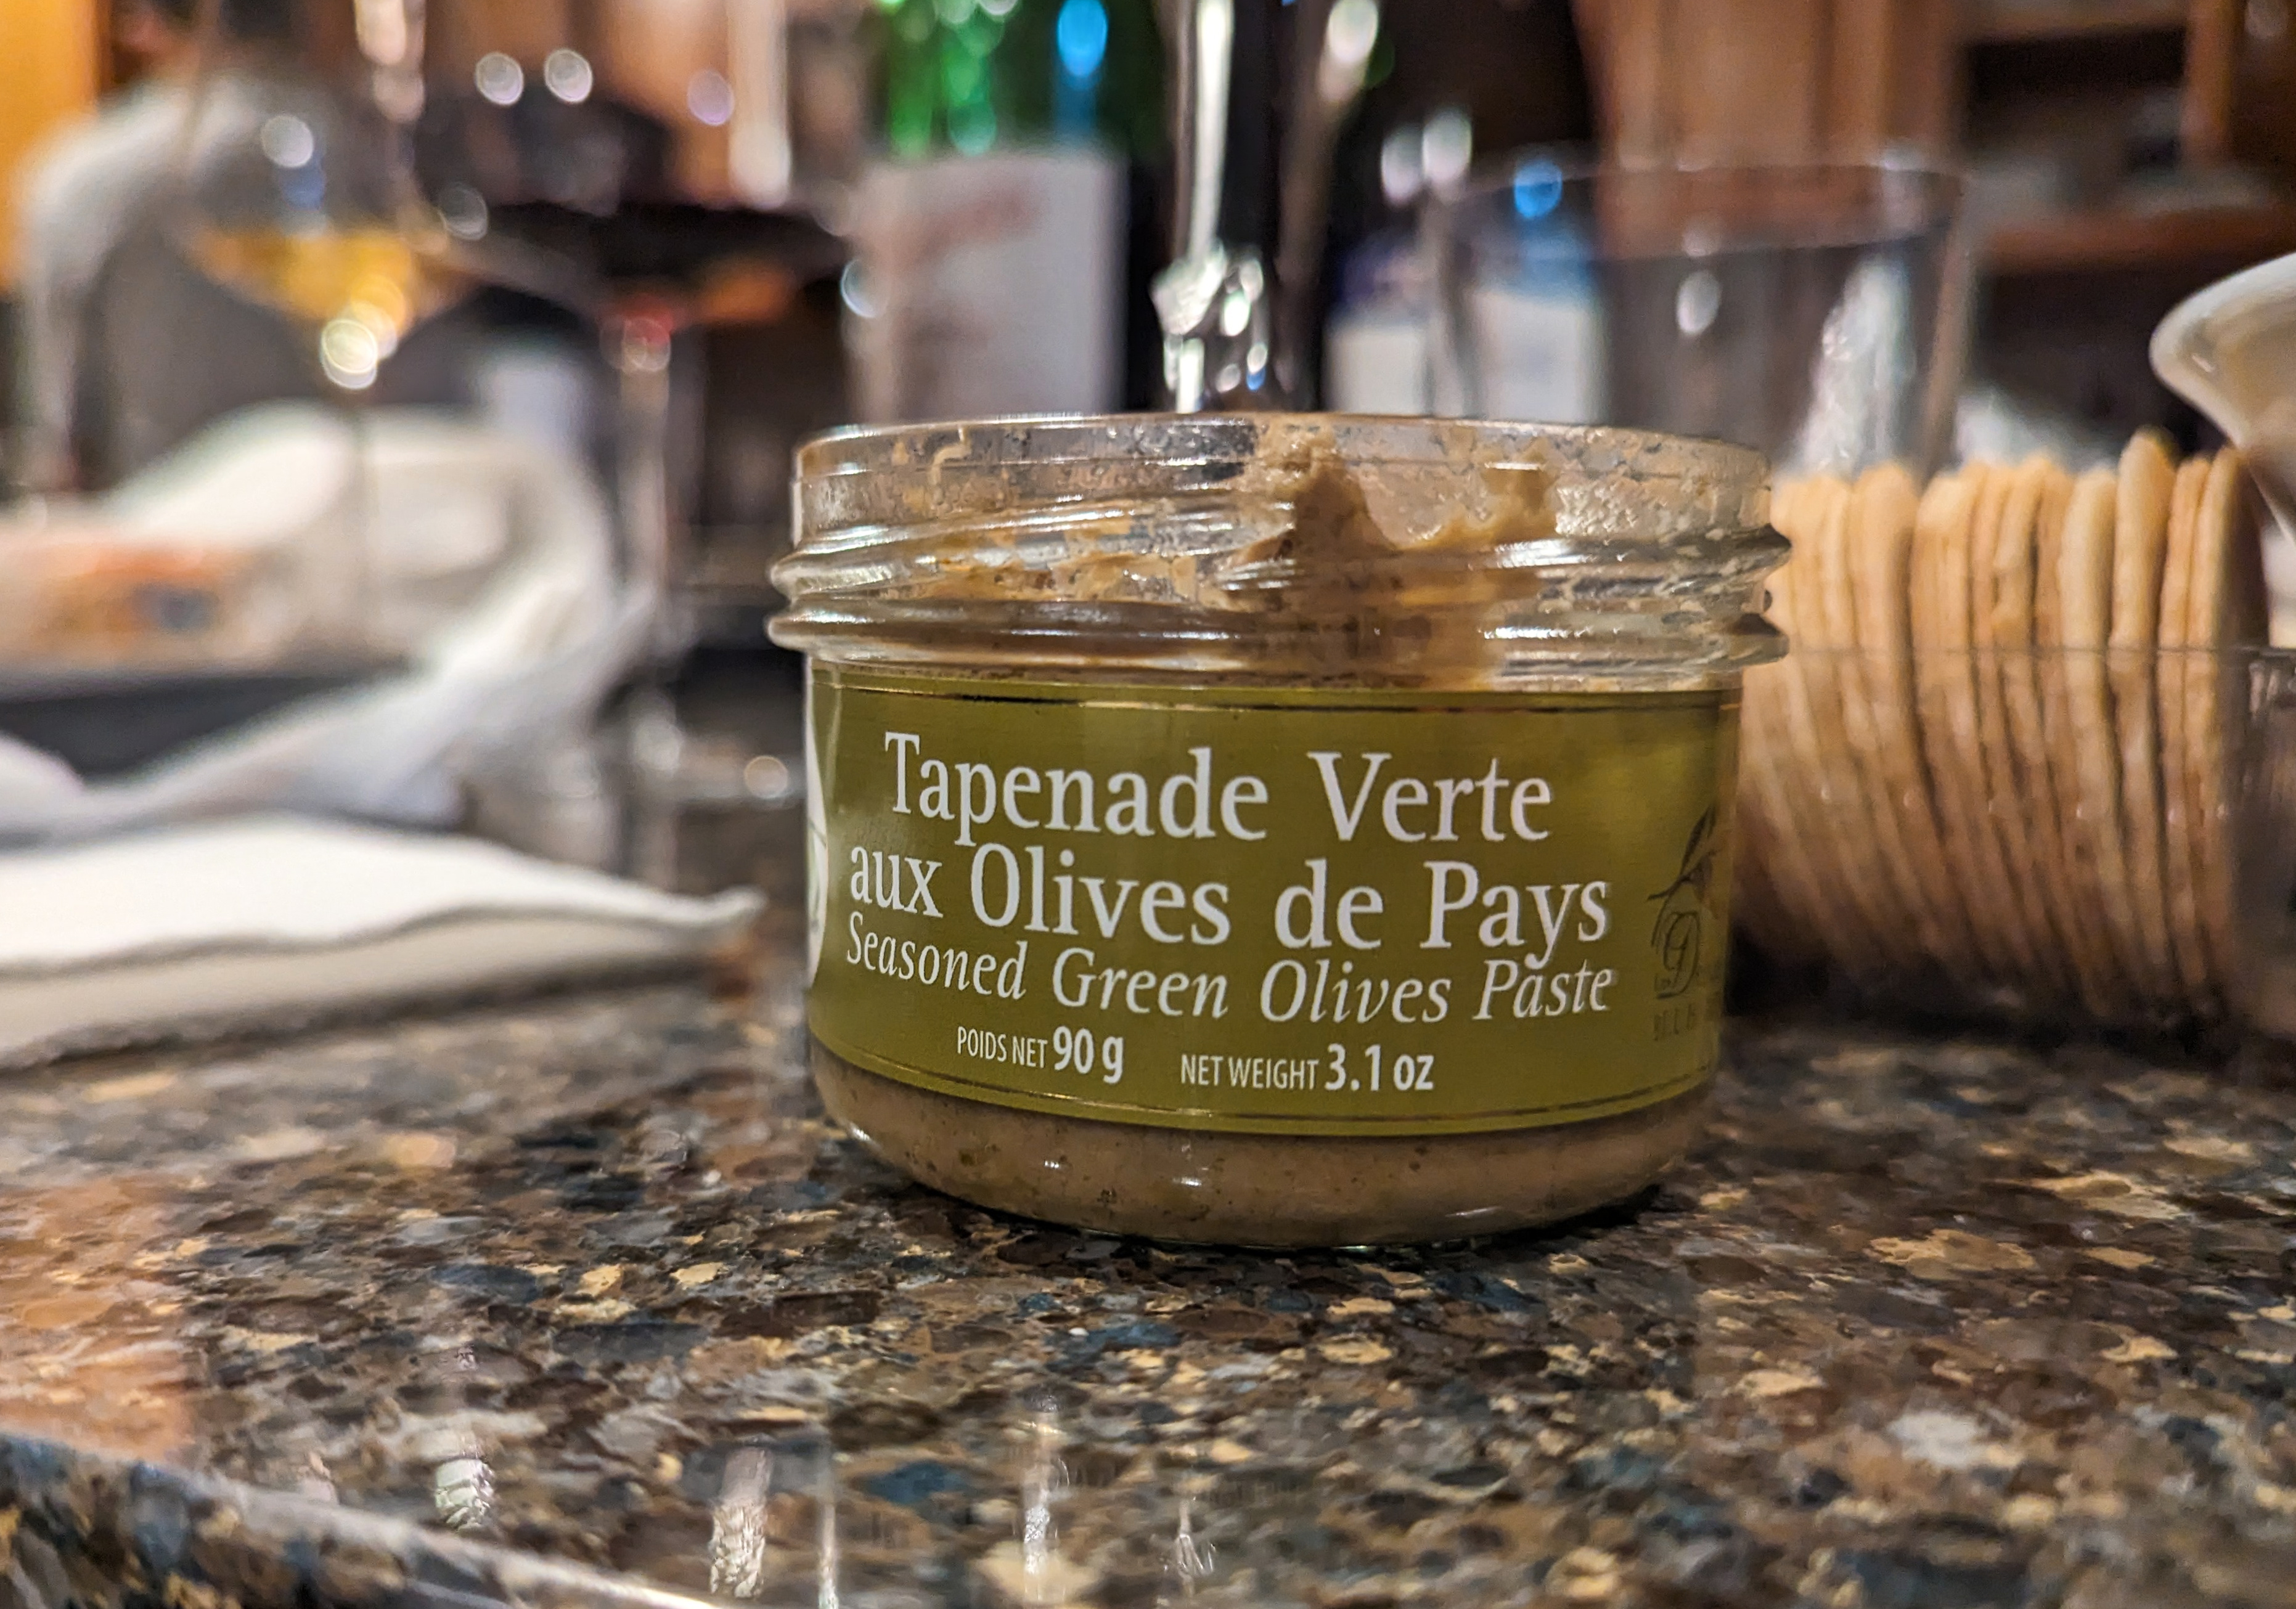 Tapenade Verte
aux Olives de Pays
Seasoned Green Olives Paste
POIDS NET 90 g NET WEIGHT 3.1 oz